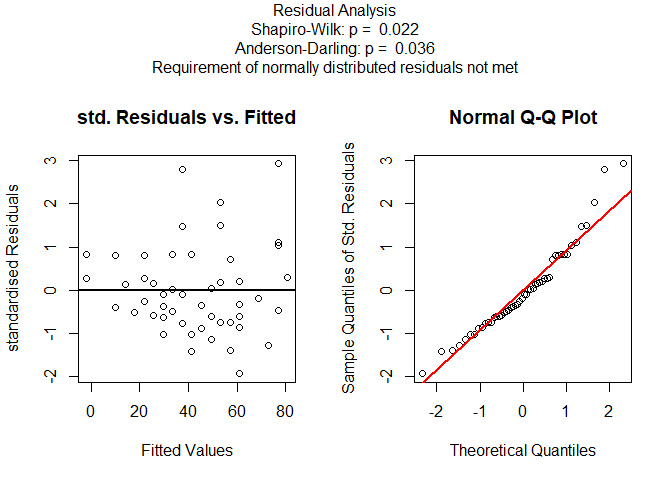 Residual Analysis
Shapiro-Wilk: p = 0.022
Anderson-Darling: p = 0.036
Requirement of normally distributed residuals not met
std. Residuals vs. Fitted
standardised Residuals
3
2
1
0
-1
-2
0 20 40 60 80
Fitted Values
Normal Q-Q Plot
Sample Quantiles of Std. Residuals
3
2
1
0
-1
-2
-2 -1 0 1 2
Theoretical Quantiles